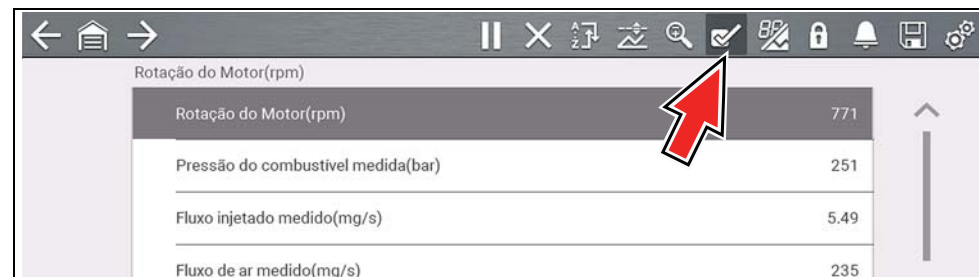 Rotação do Motor(rpm)
Rotação do Motor(rpm) 771
Pressão do combustível medida(bar) 251
Fluxo injetado medido(mg/s) 5.49
Fluxo de ar medido(mg/s) 235